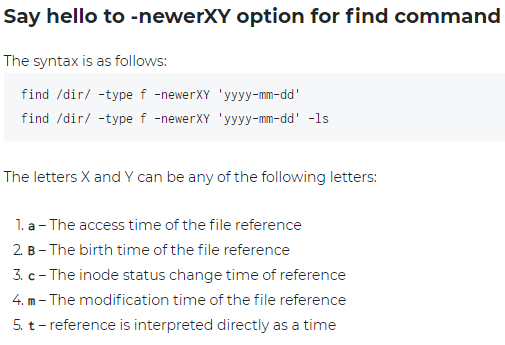 Say hello to -newerXY option for find command
The syntax is as follows:
find /dir/ -type f -newerXY 'yyyy-mm-dd'
find /dir/ -type f -newerXY 'yyyy-mm-dd' -ls
The letters X and Y can be any of the following letters:
1. a – The access time of the file reference
2. B – The birth time of the file reference
3. c – The inode status change time of reference
4. m – The modification time of the file reference
5. t – reference is interpreted directly as a time